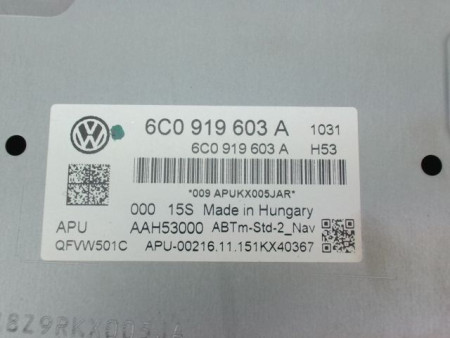 6C0 919 603 A 1031
6C0 919 603 A H53
*009 APUKX005JAR*
000 15S Made in Hungary
APU AAH53000 ABTm-Std-2_Nav
QFVW501C APU-00216.11.151KX40367